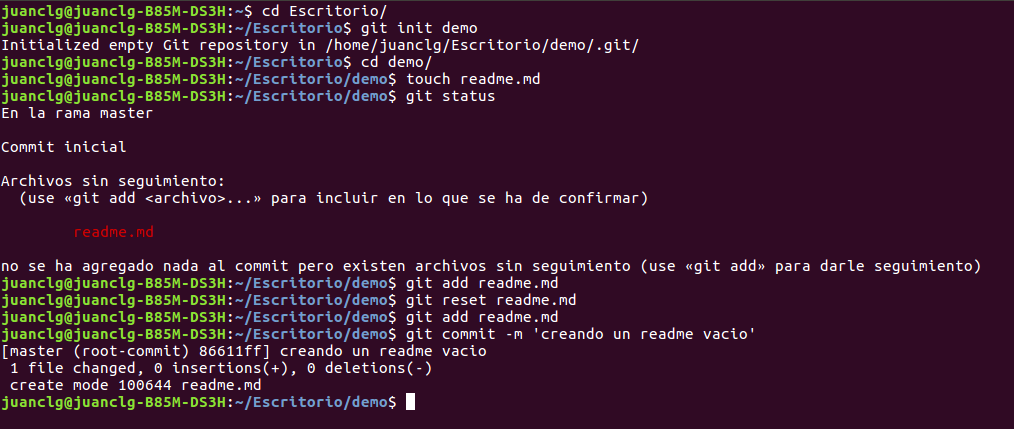 juanclg@juanclg-B85M-DS3H:~$ cd Escritorio/
juanclg@juanclg-B85M-DS3H:~/Escritorio$ git init demo
Initialized empty Git repository in /home/juanclg/Escritorio/demo/.git/
juanclg@juanclg-B85M-DS3H:~/Escritorio$ cd demo/
juanclg@juanclg-B85M-DS3H:~/Escritorio/demo$ touch readme.md
juanclg@juanclg-B85M-DS3H:~/Escritorio/demo$ git status
En la rama master
Commit inicial
Archivos sin seguimiento:
(use «git add <archivo>...» para incluir en lo que se ha de confirmar)
readme.md
no se ha agregado nada al commit pero existen archivos sin seguimiento (use «git add» para darle seguimiento)
juanclg@juanclg-B85M-DS3H:~/Escritorio/demo$ git add readme.md
juanclg@juanclg-B85M-DS3H:~/Escritorio/demo$ git reset readme.md
juanclg@juanclg-B85M-DS3H:~/Escritorio/demo$ git add readme.md
juanclg@juanclg-B85M-DS3H:~/Escritorio/demo$ git commit -m 'creando un readme vacio'
[master (root-commit) 86611ff] creando un readme vacio
1 file changed, 0 insertions(+), 0 deletions(-)
create mode 100644 readme.md
juanclg@juanclg-B85M-DS3H:~/Escritorio/demo$